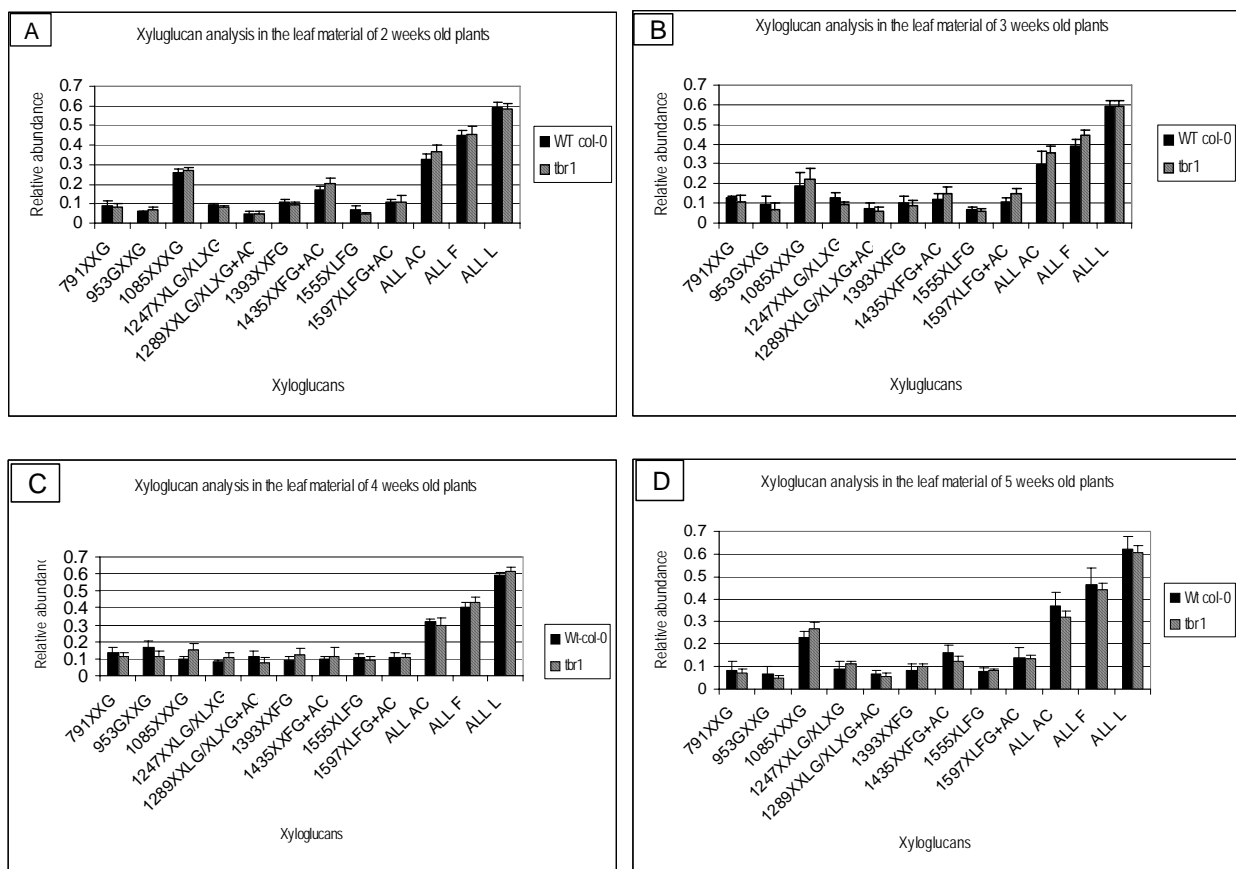 A
Xyluglucan analysis in the leaf material of 2 weeks old plants
Relative abundance
0.7
0.6
0.5
0.4
0.3
0.2
0.1
0
WT col-0
tbr1
791XXG
953GXXG
1085XXXG
1247XXLG/XLXG
1289XXLG/XLXG+AC
1393XXFG
1435XXFG+AC
1555XLFG
1597XLFG+AC
ALL AC
ALL F
ALL L
Xyloglucans
B
Xyloglucan analysis in the leaf material of 3 weeks old plants
Relative abundance
0.7
0.6
0.5
0.4
0.3
0.2
0.1
0
WT col-0
tbr1
791XXG
953GXXG
1085XXXG
1247XXLG/XLXG
1289XXLG/XLXG+AC
1393XXFG
1435XXFG+AC
1555XLFG
1597XLFG+AC
ALL AC
ALL F
ALL L
Xyluglucans
C
Xyloglucan analysis in the leaf material of 4 weeks old plants
Relative abundanc
0.7
0.6
0.5
0.4
0.3
0.2
0.1
0
Wt-col-0
tbr1
791XXG
953GXXG
1085XXXG
1247XXLG/XLXG
1289XXLG/XLXG+AC
1393XXFG
1435XXFG+AC
1555XLFG
1597XLFG+AC
ALL AC
ALL F
ALL L
Xyloglucans
D
Xyloglucan analysis in the leaf material of 5 weeks old plants
Relative abundance
0.7
0.6
0.5
0.4
0.3
0.2
0.1
0
Wt col-0
tbr1
791XXG
953GXXG
1085XXXG
1247XXLG/XLXG
1289XXLG/XLXG+AC
1393XXFG
1435XXFG+AC
1555XLFG
1597XLFG+AC
ALL AC
ALL F
ALL L
Xyloglucans